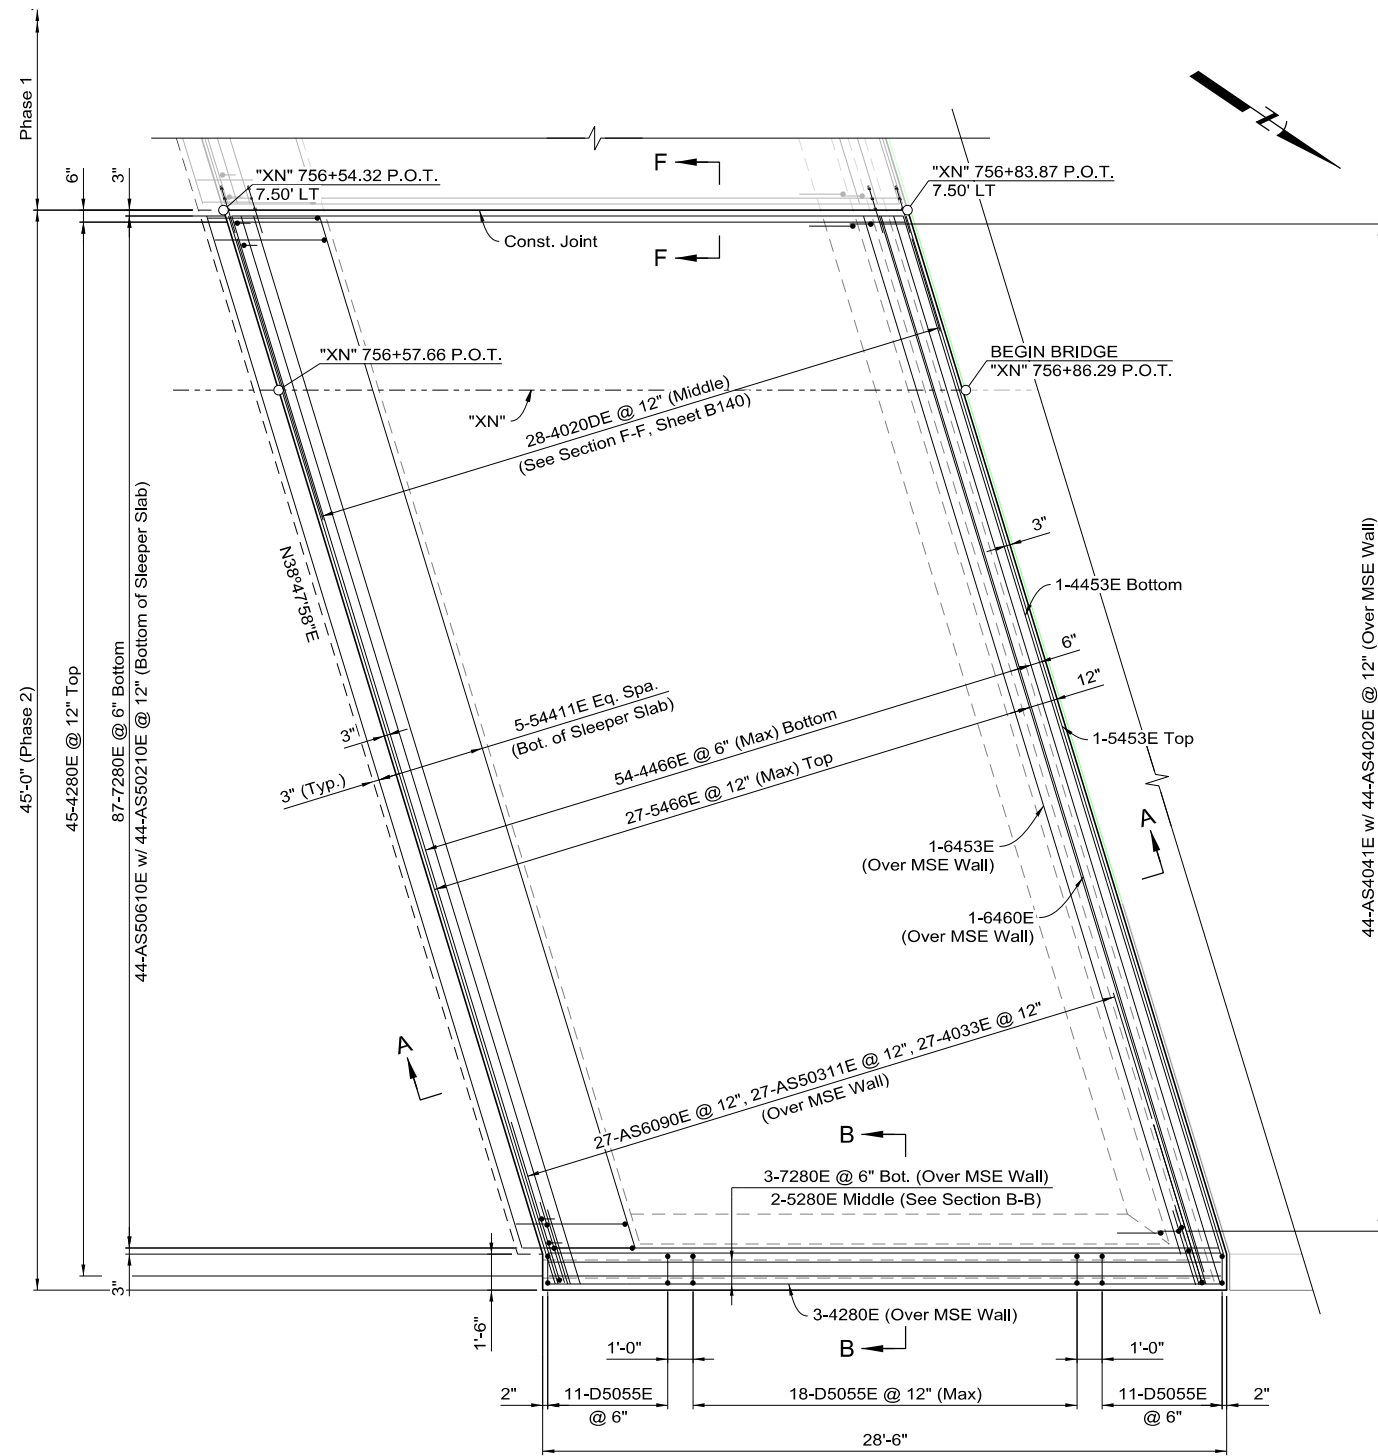 Phase 1
6"
3"
"XN" 756+54.32 P.O.T.
7.50' LT
F
"XN" 756+83.87 P.O.T.
7.50' LT
N
Const. Joint
F
"XN" 756+57.66 P.O.T.
BEGIN BRIDGE
"XN" 756+86.29 P.O.T.
"XN"
28-4020DE @ 12" (Middle)
(See Section F-F, Sheet B140)
N38°47'58"E
3"
1-4453E Bottom
6"
12"
45'-0" (Phase 2)
45-4280E @ 12" Top
87-7280E @ 6" Bottom
44-AS50610E w/ 44-AS50210E @ 12" (Bottom of Sleeper Slab)
5-54411E Eq. Spa.
(Bot. of Sleeper Slab)
3"
3" (Typ.)
54-4466E @ 6" (Max) Bottom
27-5466E @ 12" (Max) Top
1-5453E Top
44-AS4041E w/ 44-AS4020E @ 12" (Over MSE Wall)
A
1-6453E
(Over MSE Wall)
1-6460E
(Over MSE Wall)
A
27-AS6090E @ 12", 27-AS50311E @ 12", 27-4033E @ 12"
(Over MSE Wall)
B
3-7280E @ 6" Bot. (Over MSE Wall)
2-5280E Middle (See Section B-B)
3"
1'-6"
3-4280E (Over MSE Wall)
B
1'-0"
1'-0"
2"
11-D5055E
@ 6"
18-D5055E @ 12" (Max)
11-D5055E
@ 6"
2"
28'-6"